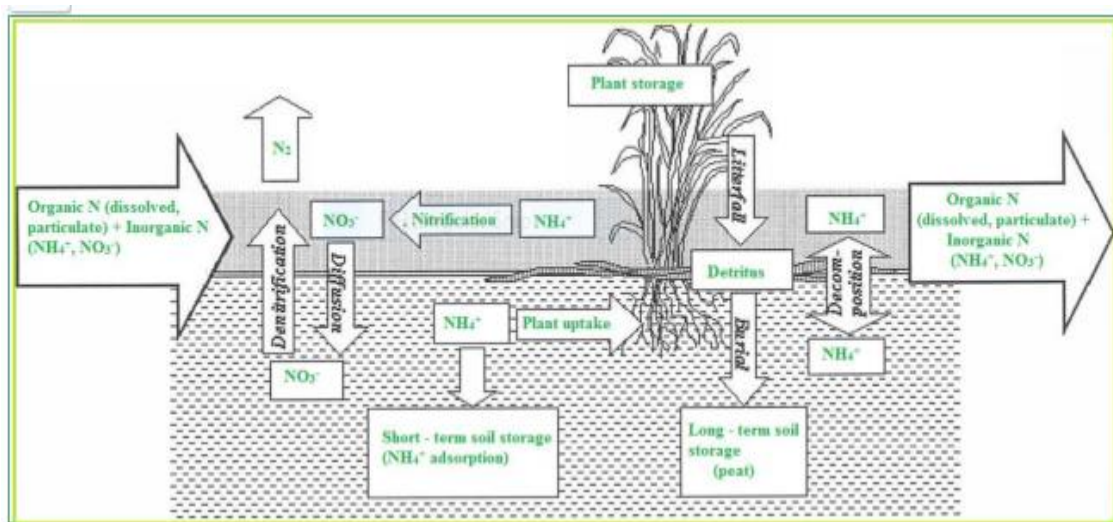 Plant storage
N₂
Litterfall
Organic N (dissolved,
particulate) + Inorganic N
(NH₄⁺, NO₃⁻)
NO₃⁻
. Nitrification
NH₄⁺
NH₄⁺
Organic N
(dissolved, particulate) +
Inorganic N
(NH₄⁺, NO₃⁻)
Denitrification
Diffusion
Detritus
Decom-
position
NH₄⁺
Plant uptake
Burial
NH₄⁺
NO₃⁻
Short - term soil storage
(NH₄⁺ adsorption)
Long - term soil
storage
(peat)